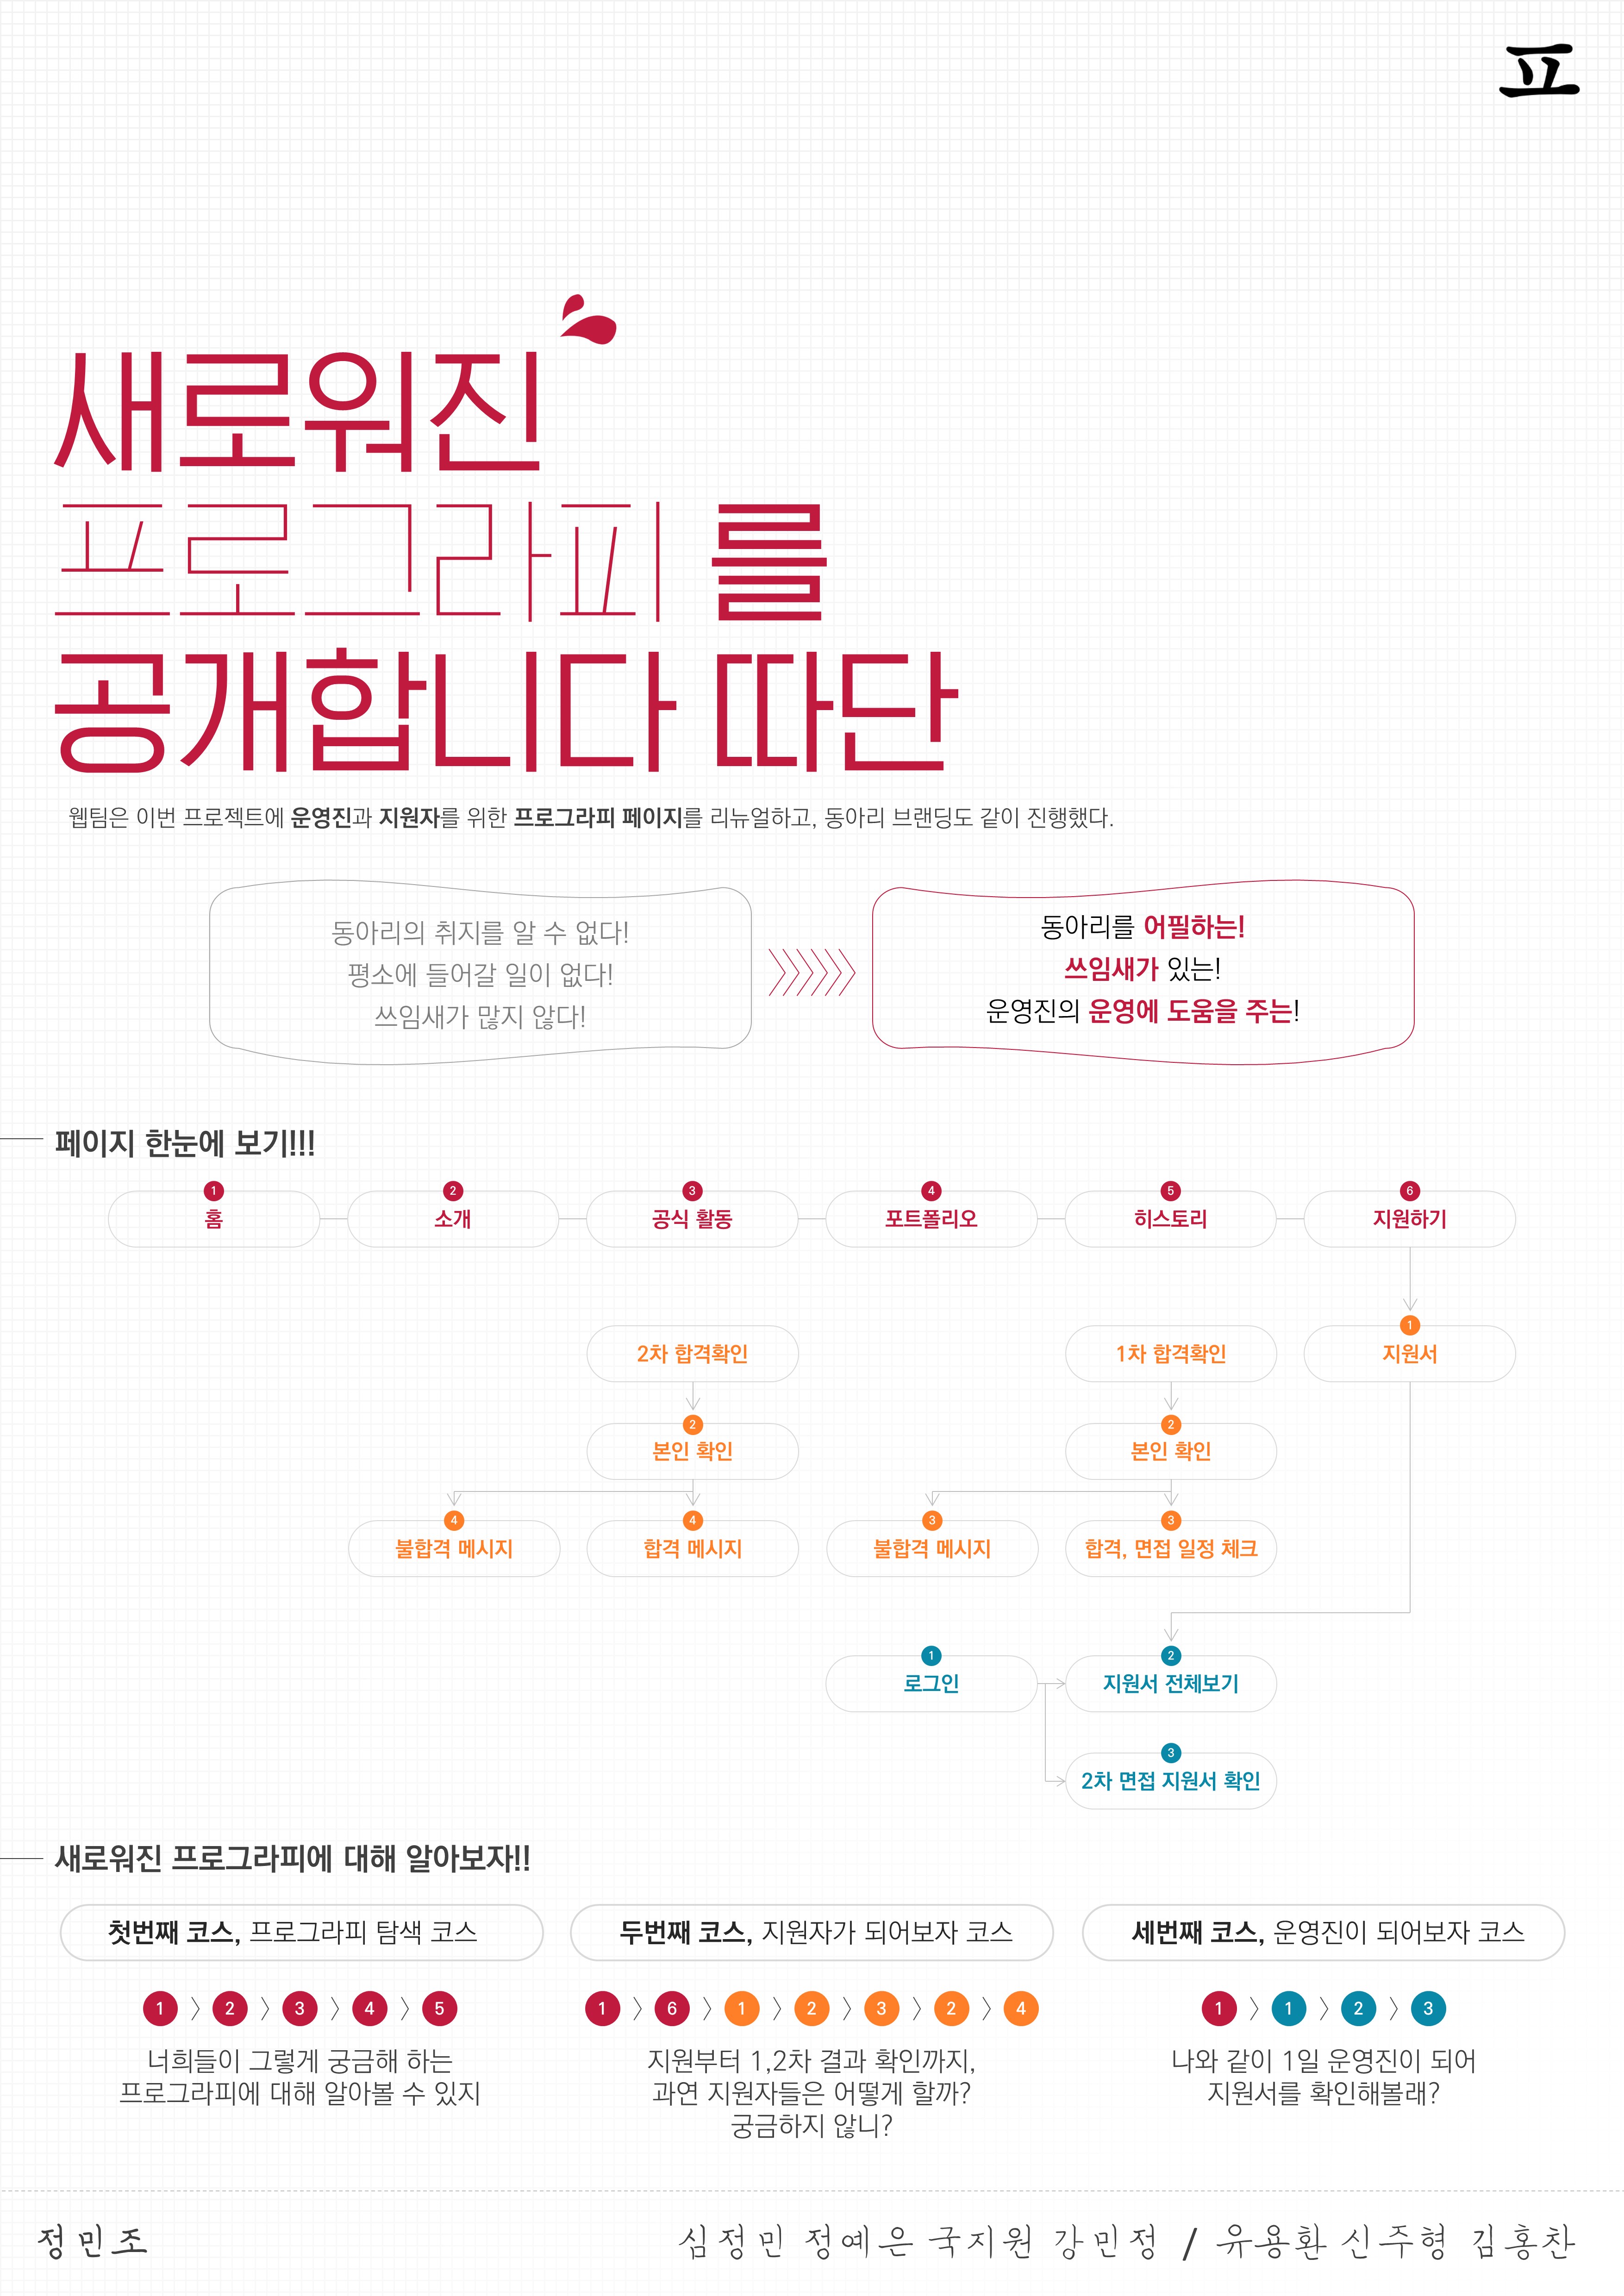 프
새로워진
프로그라피 를
공개합니다 따단
웹팀은 이번 프로젝트에 운영진과 지원자를 위한 프로그라피 페이지를 리뉴얼하고, 동아리 브랜딩도 같이 진행했다.
동아리의 취지를 알 수 없다!
평소에 들어갈 일이 없다!
쓰임새가 많지 않다!
동아리를 어필하는!
쓰임새가 있는!
운영진의 운영에 도움을 주는!
페이지 한눈에 보기!!!
1 2 3 4 5 6
홈 소개 공식 활동 포트폴리오 히스토리 지원하기
1
2차 합격확인 1차 합격확인 지원서
2 2
본인 확인 본인 확인
4 4 3 3
불합격 메시지 합격 메시지 불합격 메시지 합격, 면접 일정 체크
1 2
로그인 지원서 전체보기
3
2차 면접 지원서 확인
새로워진 프로그라피에 대해 알아보자!!
첫번째 코스, 프로그라피 탐색 코스
1 > 2 > 3 > 4 > 5
너희들이 그렇게 궁금해 하는
프로그라피에 대해 알아볼 수 있지
두번째 코스, 지원자가 되어보자 코스
1 > 6 > 1 > 2 > 3 > 2 > 4
지원부터 1,2차 결과 확인까지,
과연 지원자들은 어떻게 할까?
궁금하지 않니?
세번째 코스, 운영진이 되어보자 코스
1 > 1 > 2 > 3
나와 같이 1일 운영진이 되어
지원서를 확인해볼래?
정민조
심정민 정예은 국지원 강민정 / 유용환 신주형 김홍찬